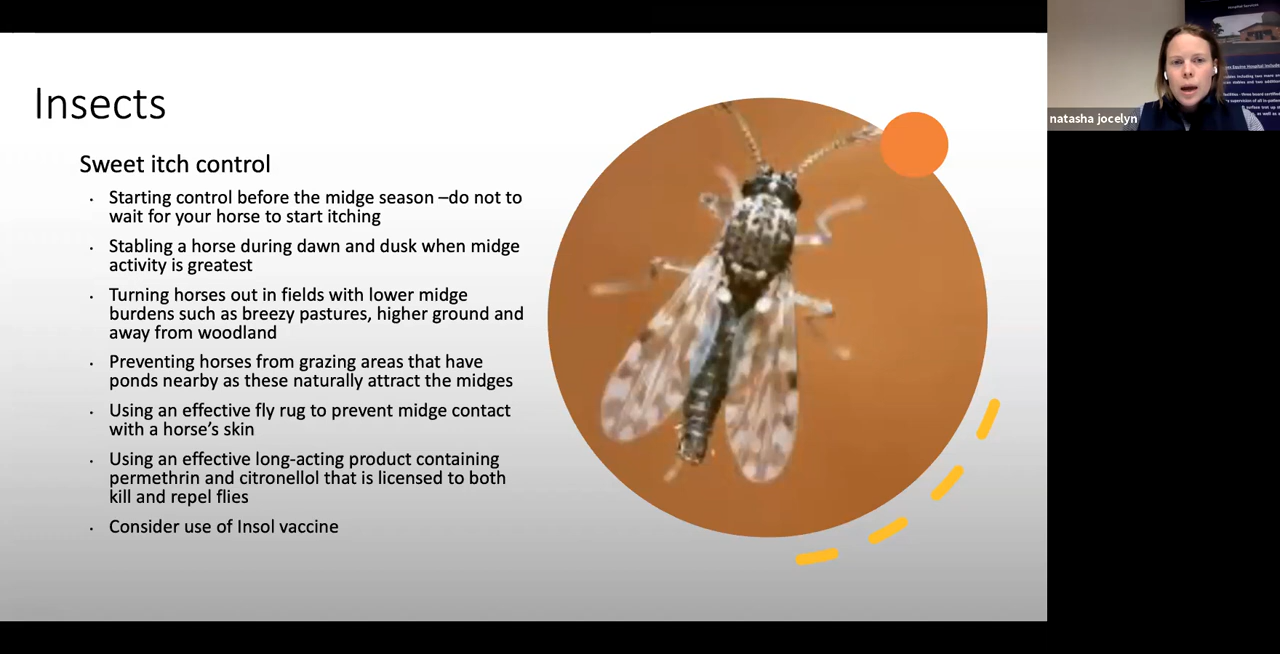 Insects
Sweet itch control
• Starting control before the midge season –do not to
wait for your horse to start itching
• Stabling a horse during dawn and dusk when midge
activity is greatest
• Turning horses out in fields with lower midge
burdens such as breezy pastures, higher ground and
away from woodland
• Preventing horses from grazing areas that have
ponds nearby as these naturally attract the midges
• Using an effective fly rug to prevent midge contact
with a horse’s skin
• Using an effective long-acting product containing
permethrin and citronellol that is licensed to both
kill and repel flies
• Consider use of Insol vaccine
Hospital Services
Equine Hospital
natasha jocelyn